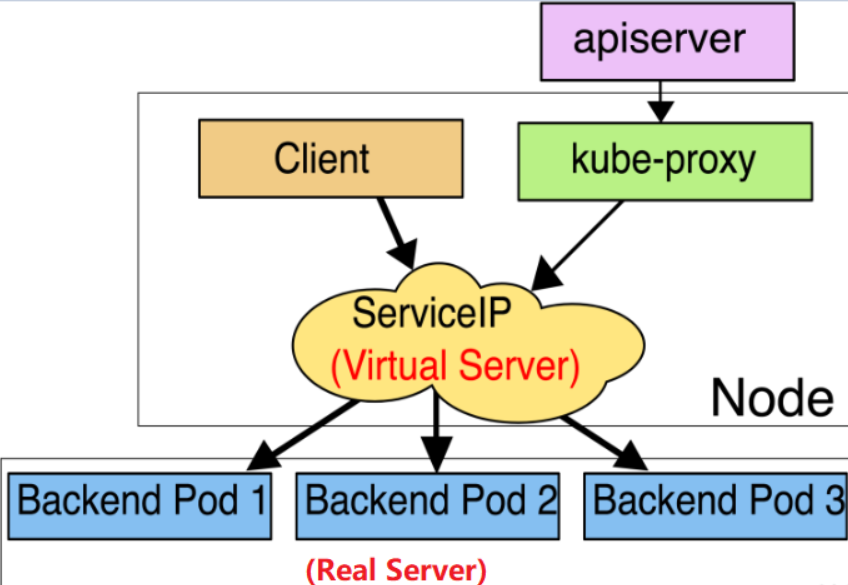 apiserver
Client
kube-proxy
ServiceIP
(Virtual Server)
Node
Backend Pod 1
Backend Pod 2
Backend Pod 3
(Real Server)